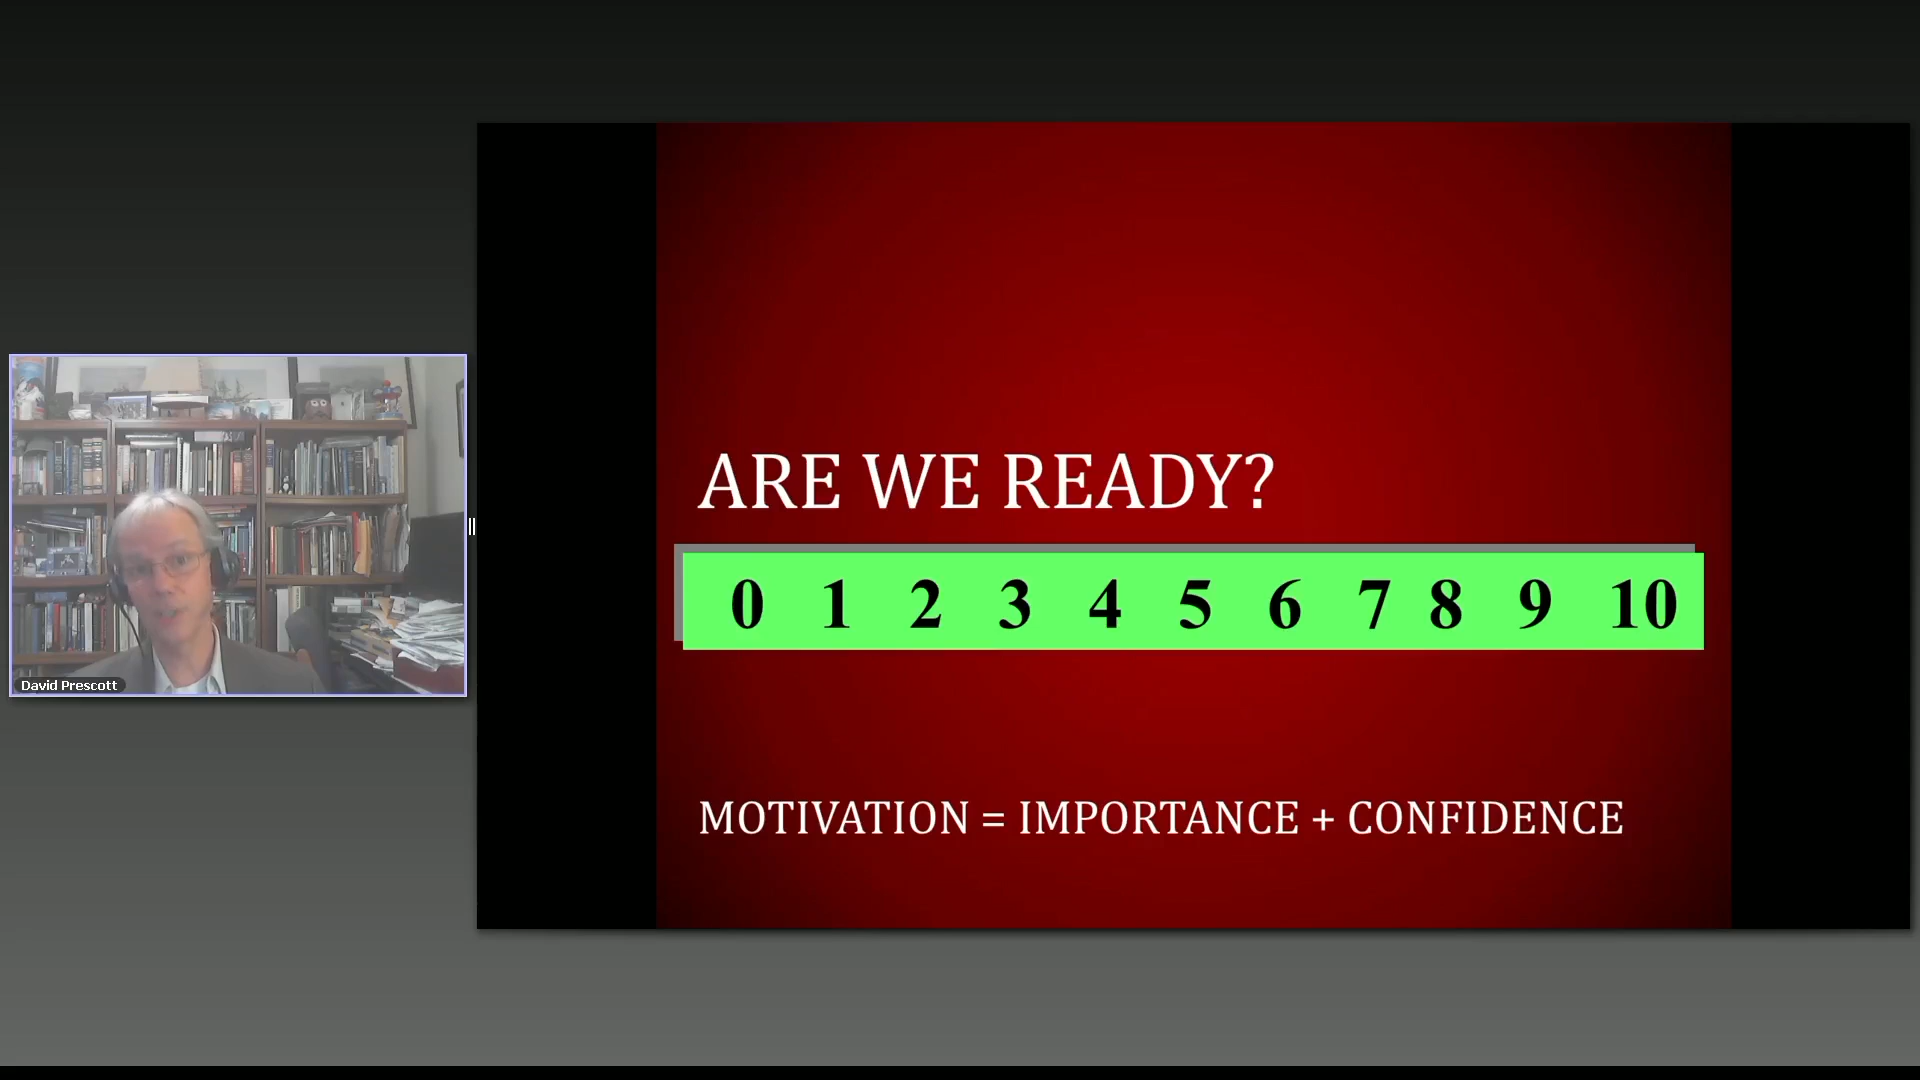 ARE WE READY?
0 1 2 3 4 5 6 7 8 9 10
MOTIVATION = IMPORTANCE + CONFIDENCE
David Prescott